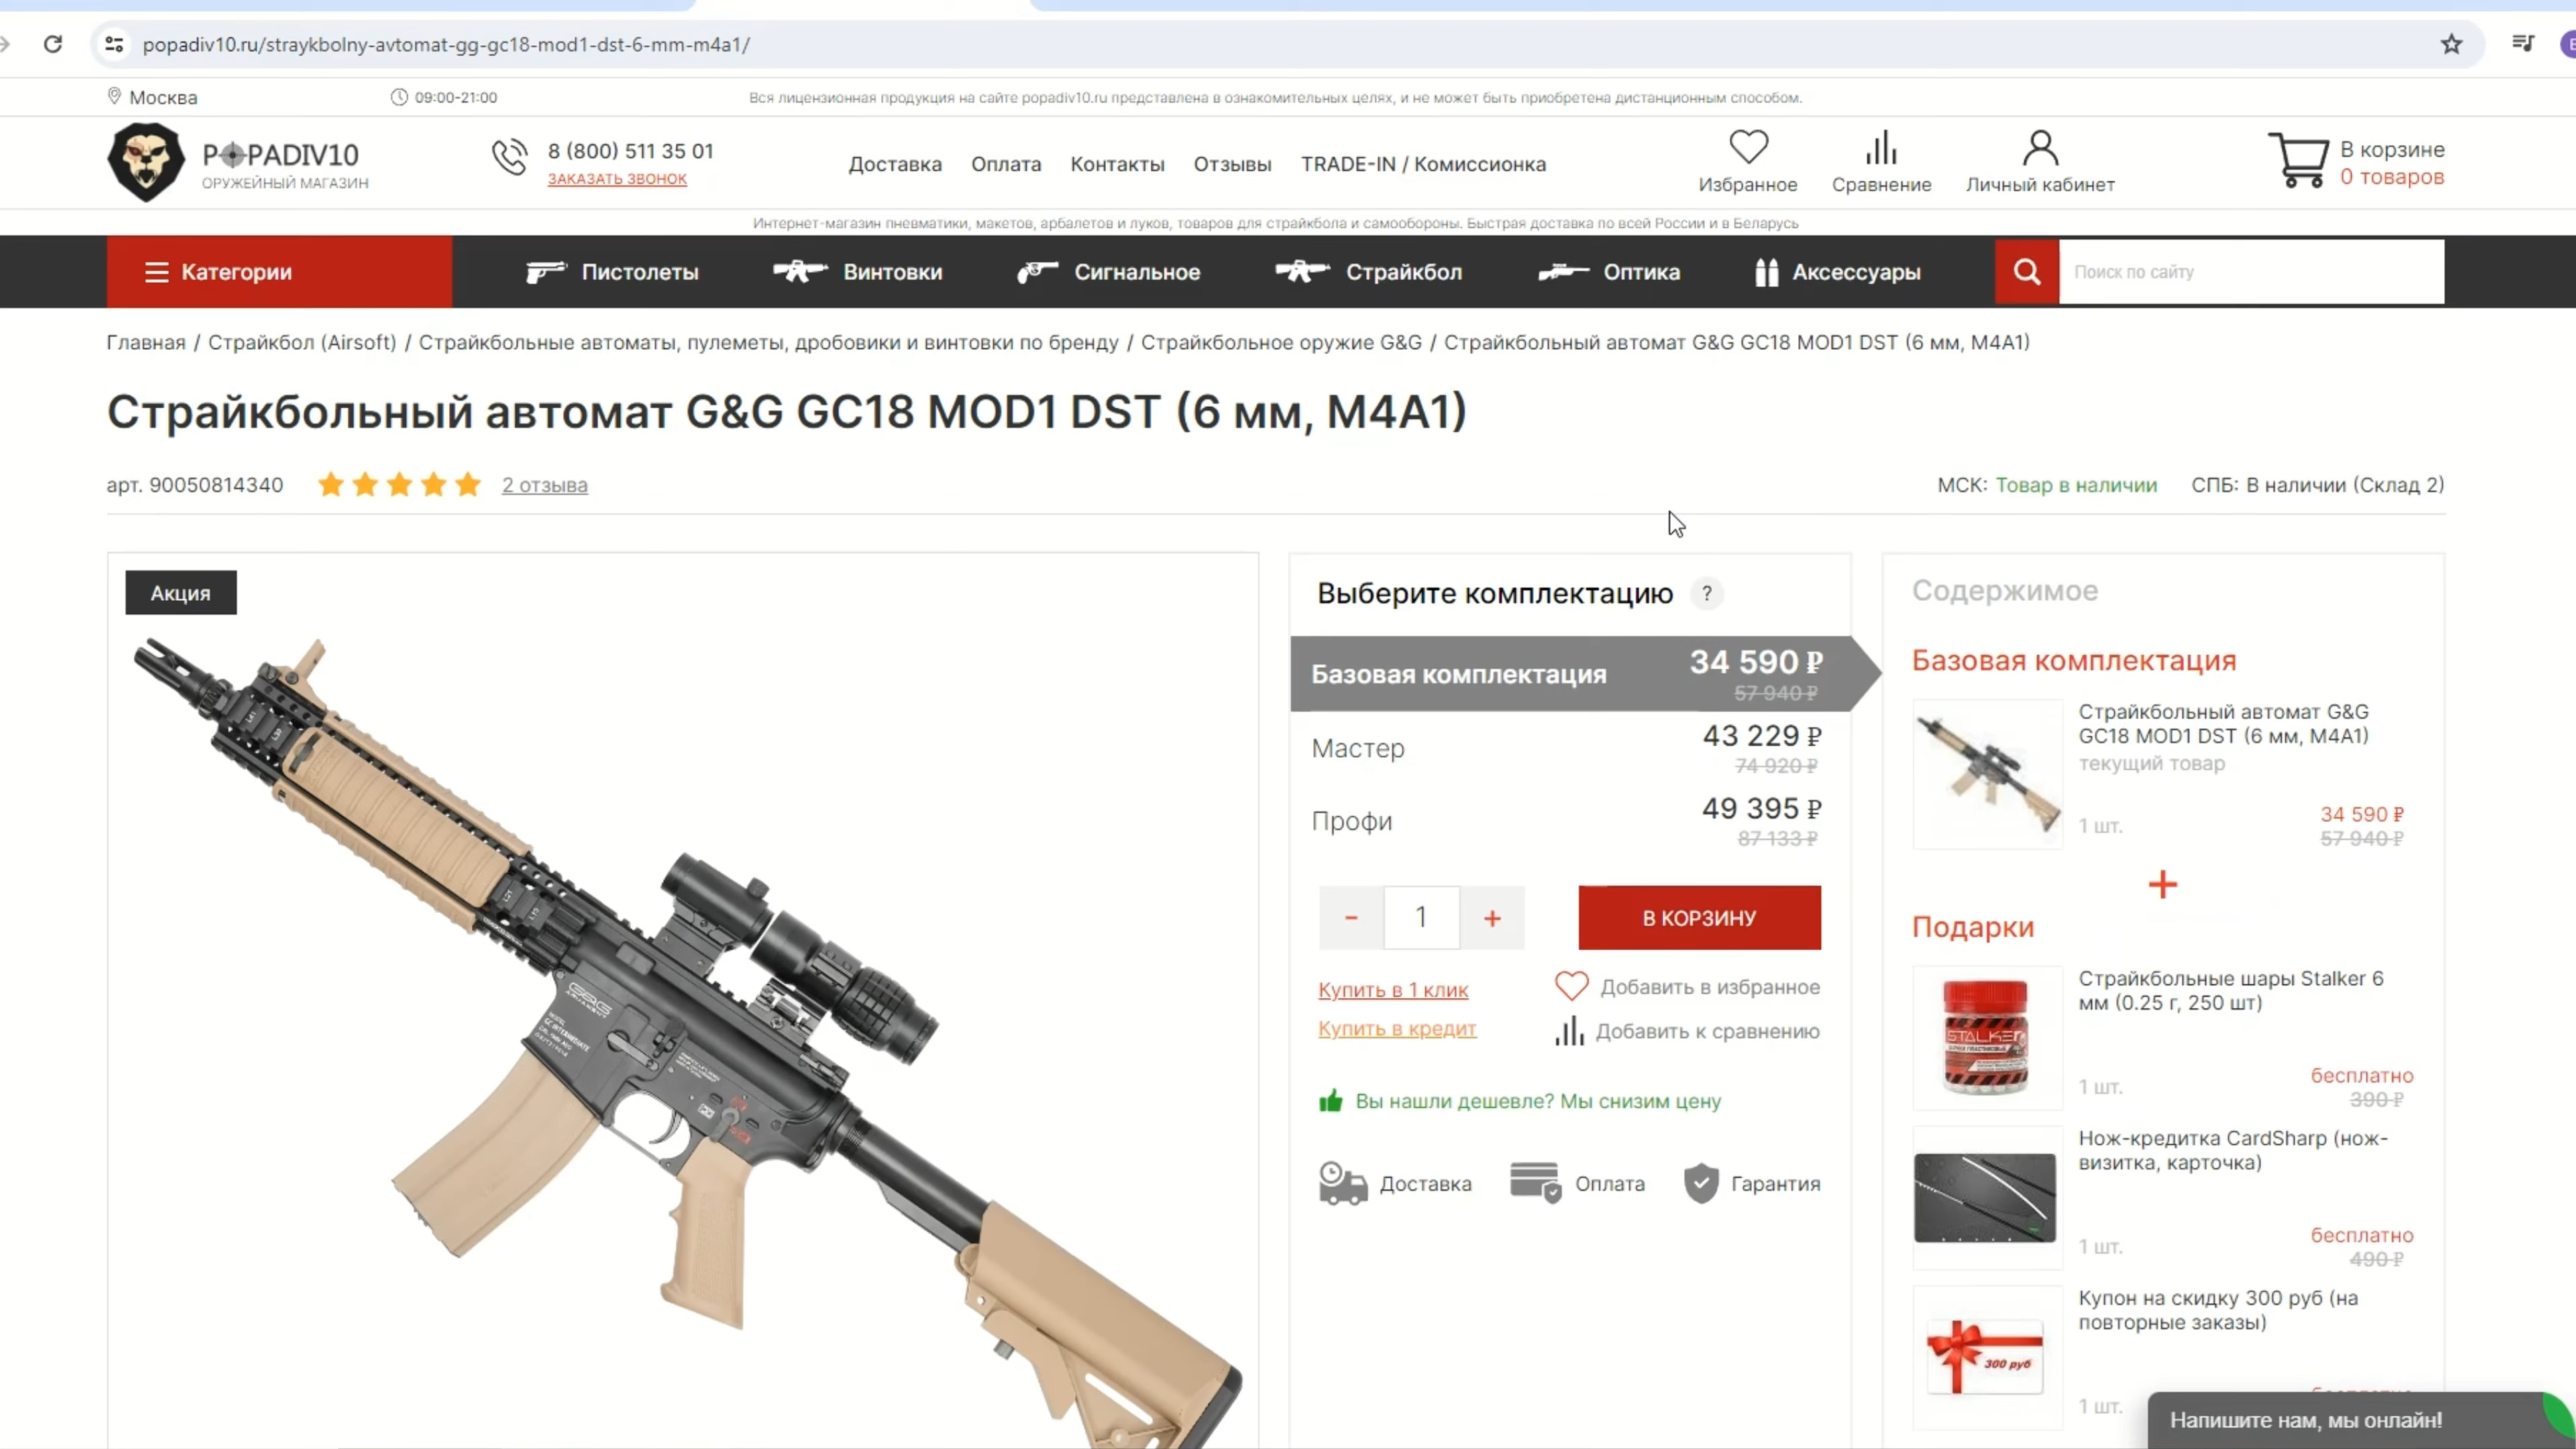 popadiv10.ru/straykbolny-avtomat-gg-gc18-mod1-dst-6-mm-m4a1/
Москва
09:00-21:00
Вся лицензионная продукция на сайте popadiv10.ru представлена в ознакомительных целях, и не может быть приобретена дистанционным способом.
POPADIV10
ОРУЖЕЙНЫЙ МАГАЗИН
8 (800) 511 35 01
ЗАКАЗАТЬ ЗВОНОК
Доставка Оплата Контакты Отзывы TRADE-IN / Комиссионка
Избранное Сравнение Личный кабинет
В корзине
0 товаров
Интернет-магазин пневматики, макетов, арбалетов и луков, товаров для страйкбола и самообороны. Быстрая доставка по всей России и в Беларусь
Категории Пистолеты Винтовки Сигнальное Страйкбол Оптика Аксессуары Поиск по сайту
Главная / Страйкбол (Airsoft) / Страйкбольные автоматы, пулеметы, дробовики и винтовки по бренду / Страйкбольное оружие G&G / Страйкбольный автомат G&G GC18 MOD1 DST (6 мм, M4A1)
Страйкбольный автомат G&G GC18 MOD1 DST (6 мм, M4A1)
арт. 90050814340 2 отзыва
МСК: Товар в наличии СПБ: В наличии (Склад 2)
Акция
Выберите комплектацию ?
Базовая комплектация 34 590 ₽
57 940 ₽
Мастер 43 229 ₽
74 920 ₽
Профи 49 395 ₽
87 133 ₽
- 1 + В КОРЗИНУ
Купить в 1 клик Добавить в избранное
Купить в кредит Добавить к сравнению
Вы нашли дешевле? Мы снизим цену
Доставка Оплата Гарантия
Содержимое
Базовая комплектация
Страйкбольный автомат G&G
GC18 MOD1 DST (6 мм, M4A1)
текущий товар
1 шт. 34 590 ₽
57 940 ₽
+
Подарки
Страйкбольные шары Stalker 6
мм (0.25 г, 250 шт)
STALKER
1 шт. бесплатно
390 ₽
Нож-кредитка CardSharp (нож-
визитка, карточка)
1 шт. бесплатно
490 ₽
Купон на скидку 300 руб (на
повторные заказы)
300 руб
1 шт.
Напишите нам, мы онлайн!